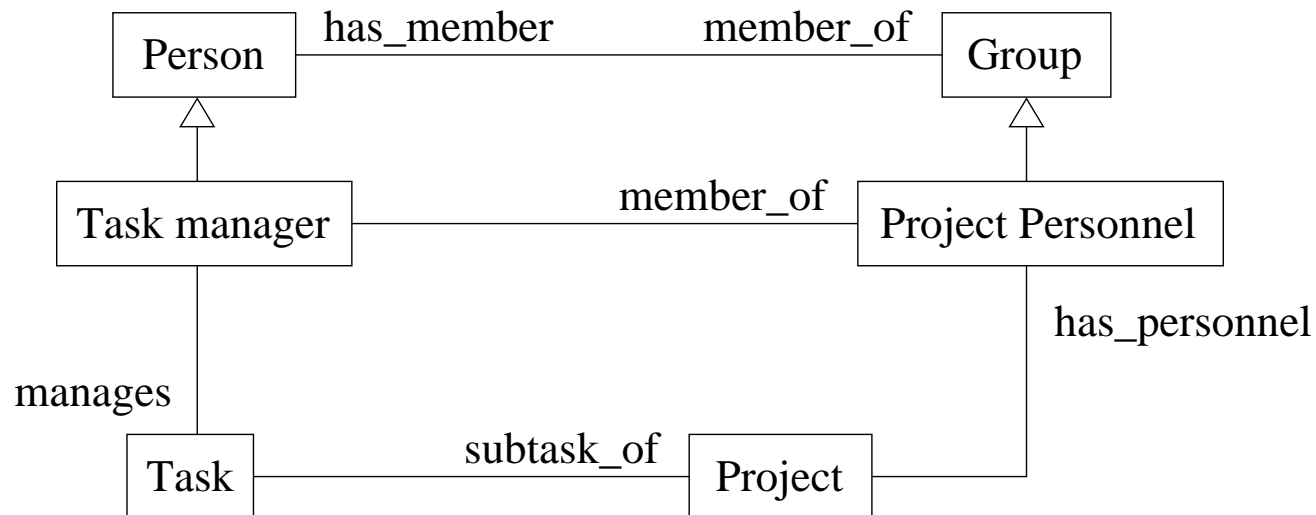 Person
has_member
member_of
Group
Task manager
member_of
Project Personnel
has_personnel
manages
Task
subtask_of
Project